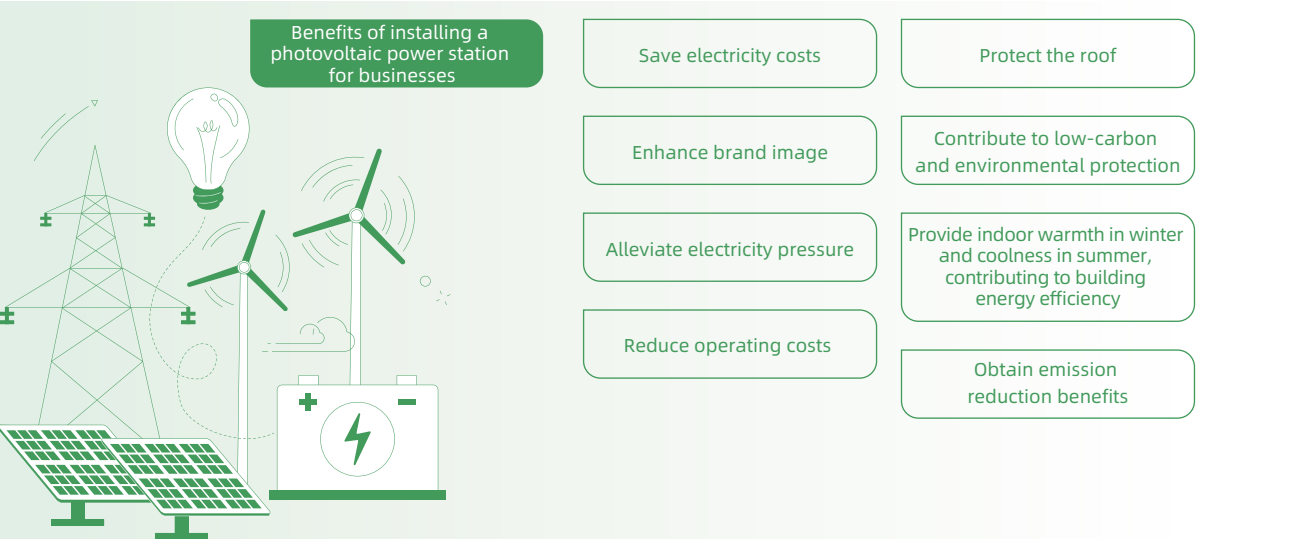 Benefits of installing a
photovoltaic power station
for businesses
Save electricity costs
Protect the roof
Enhance brand image
Contribute to low-carbon
and environmental protection
Alleviate electricity pressure
Provide indoor warmth in winter
and coolness in summer,
contributing to building
energy efficiency
Reduce operating costs
Obtain emission
reduction benefits